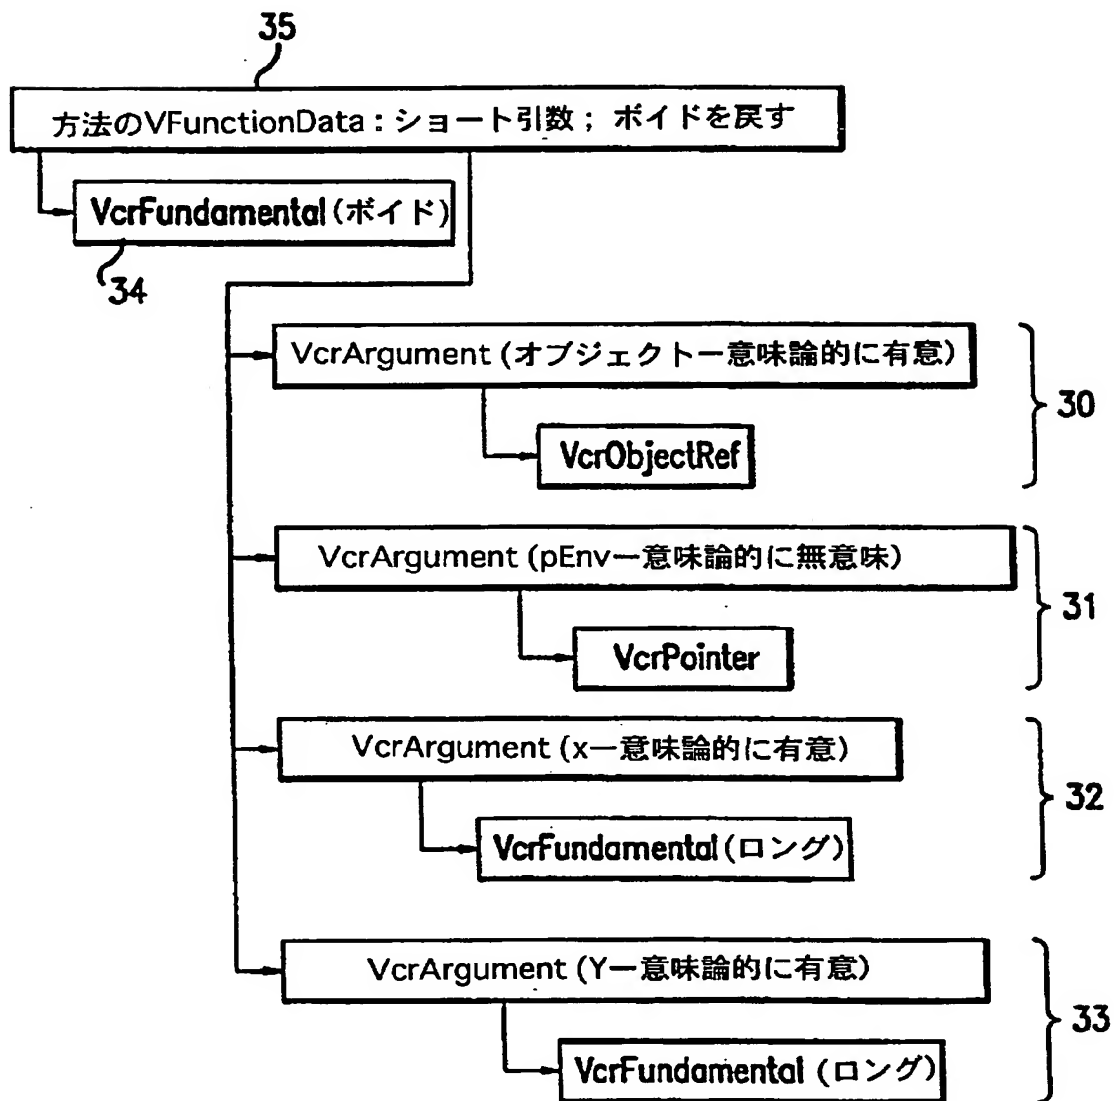 35
方法のVFunctionData:ショート引数; ボイドを戻す
VcrFundamental(ボイド)
34
VcrArgument (オブジェクトー意味論的に有意)
30
VcrObjectRef
VcrArgument (pEnvー意味論的に無意味)
31
VcrPointer
VcrArgument (xー意味論的に有意)
32
VcrFundamental(ロング)
VcrArgument (Yー意味論的に有意)
33
VcrFundamental (ロング)